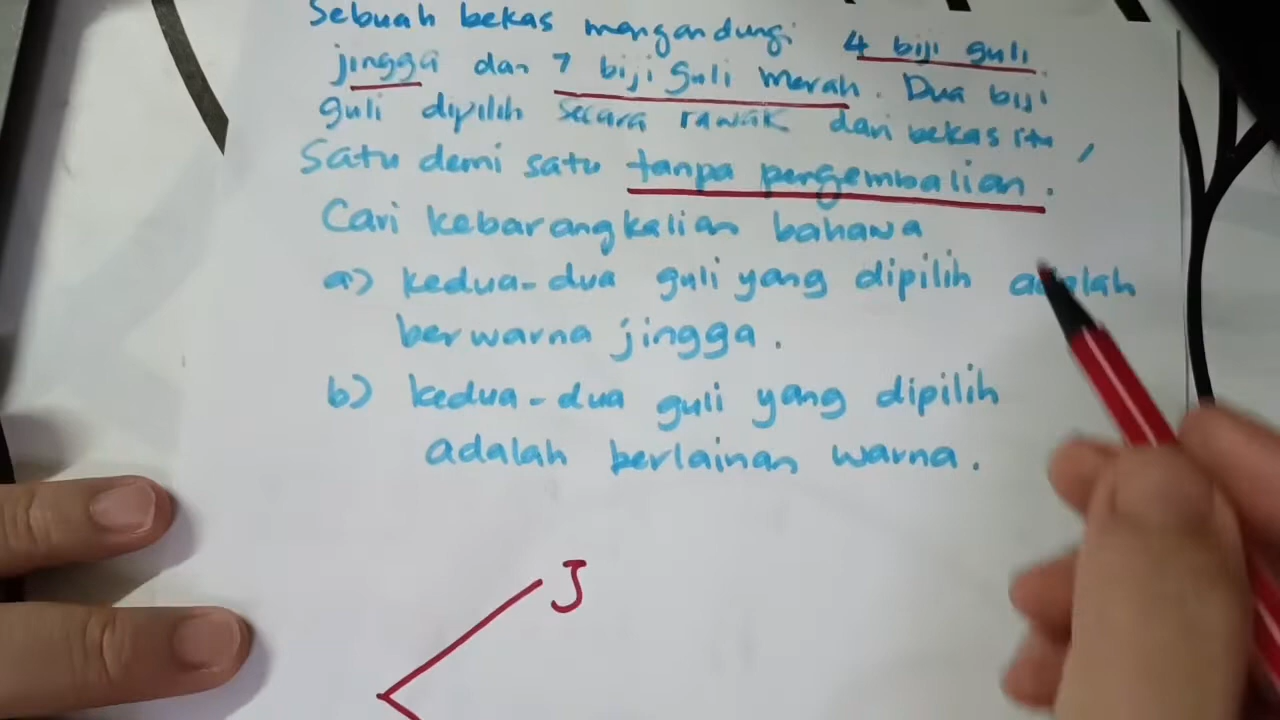 Sebuah bekas mengandungi 4 biji guli
jingga dan 7 biji guli merah. Dua biji
guli dipilih secara rawak dari bekas itu,
Satu demi satu tanpa pengembalian.
Cari kebarangkalian bahawa
a) kedua-dua guli yang dipilih adalah
berwarna jingga.
b) kedua-dua guli yang dipilih
adalah berlainan warna.
J